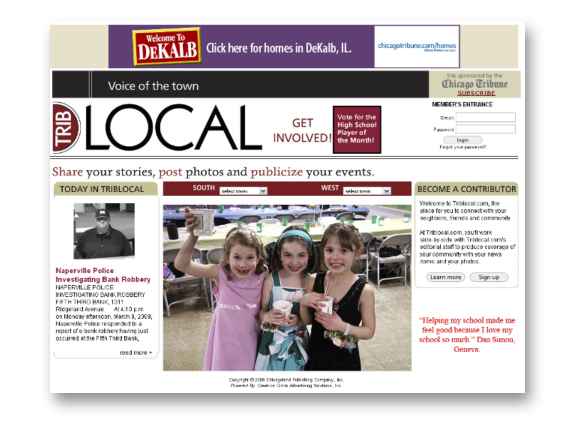 Welcome To
DEKALB
Click here for homes in DeKalb, IL.
chicagotribune.com/homes
Voice of the town
Site sponsored by the
Chicago Tribune
SUBSCRIBE
TRIB
LOCAL
GET
INVOLVED!
Vote for the
High School
Player of
the Month!
MEMBER'S ENTRANCE
Email
Password
login
Forgot your password?
Share your stories, post photos and publicize your events.
TODAY IN TRIBLOCAL
SOUTH select town
WEST select town
BECOME A CONTRIBUTOR
Naperville Police
Investigating Bank Robbery
NAPERVILLE POLICE
INVESTIGATING BANK ROBBERY
FIFTH THIRD BANK, 1311
Ridgeland Avenue At 4:10 p.m.
on Monday afternoon, March 9, 2009,
Naperville Police responded to a
report of a bank robbery having just
occurred at the Fifth Third Bank,
read more
Welcome to Triblocal.com, the
place for you to connect with your
neighbors, friends and community.
At Triblocal.com, you'll work
side-by-side with Triblocal.com's
editorial staff to produce coverage of
your community with your news
items and your photos.
Learn more
Sign up
"Helping my school made me
feel good because I love my
school so much." Dan Simon,
Geneva.
Copyright © Chicagoland Publishing Company, Inc.
Powered By: Creative Circle Advertising Solutions, Inc.